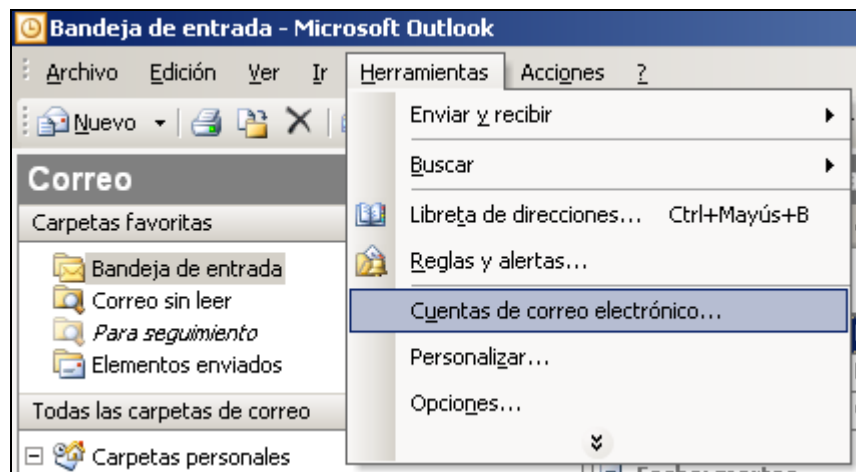 Bandeja de entrada - Microsoft Outlook
Archivo Edición Ver Ir Herramientas Acciones ?
Nuevo
Enviar y recibir
Buscar
Libreta de direcciones... Ctrl+Mayús+B
Reglas y alertas...
Cuentas de correo electrónico...
Personalizar...
Opciones...
Correo
Carpetas favoritas
Bandeja de entrada
Correo sin leer
Para seguimiento
Elementos enviados
Todas las carpetas de correo
Carpetas personales